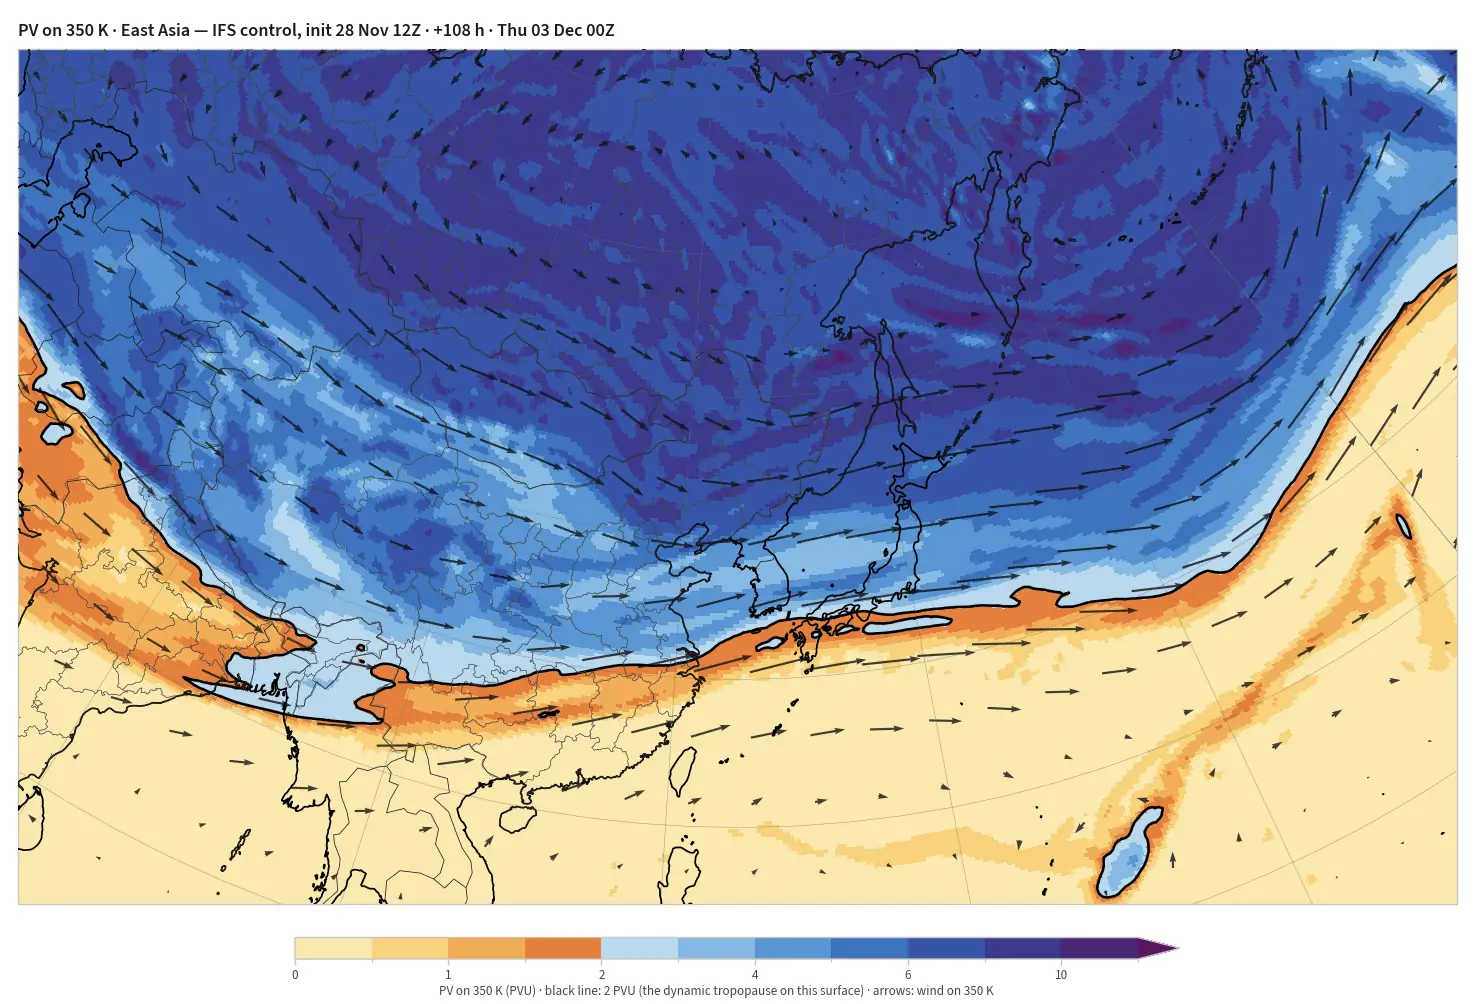 PV on 350 K · East Asia — IFS control, init 28 Nov 12Z · +108 h · Thu 03 Dec 00Z
0 1 2 4 6 10
PV on 350 K (PVU) · black line: 2 PVU (the dynamic tropopause on this surface) · arrows: wind on 350 K